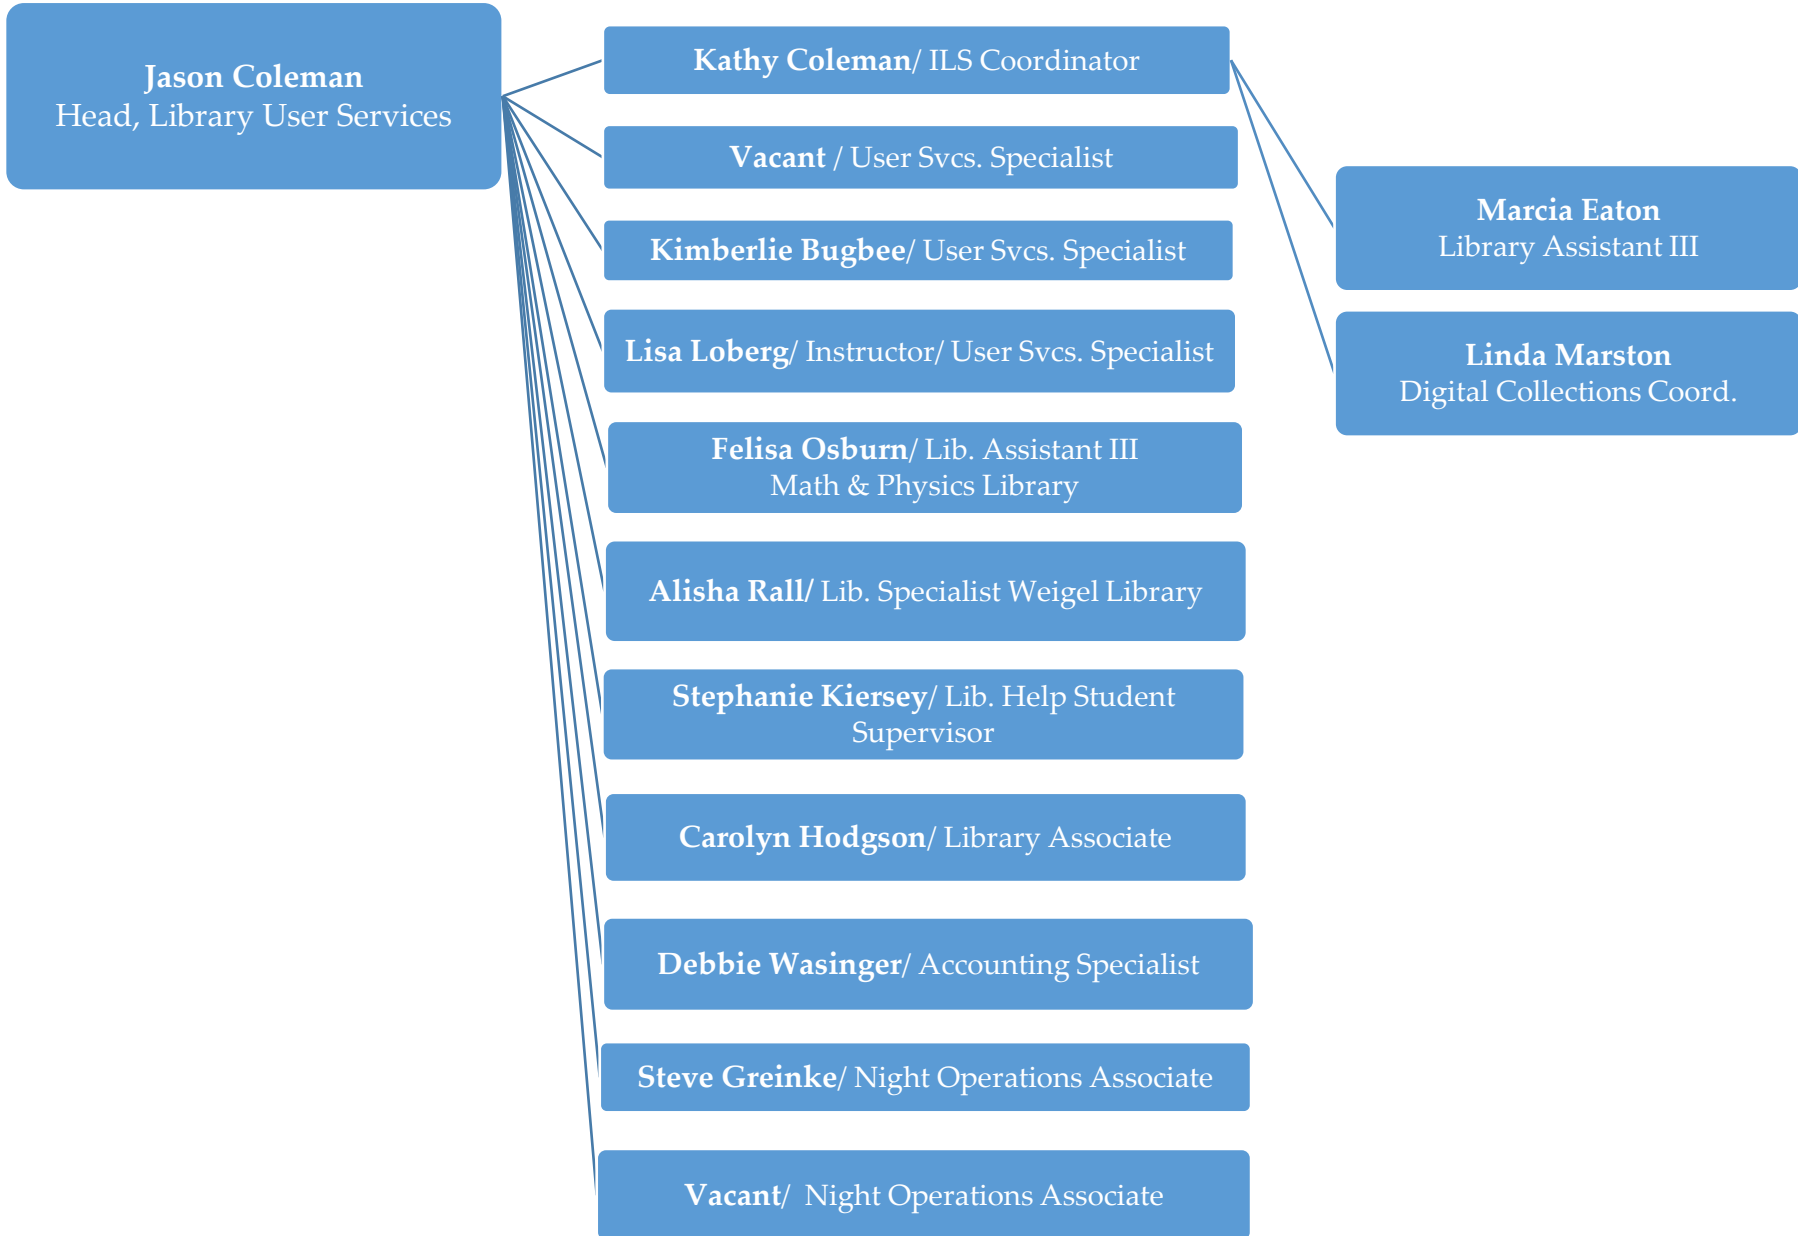 Jason Coleman
Head, Library User Services
Kathy Coleman/ ILS Coordinator
Vacant / User Svcs. Specialist
Kimberlie Bugbee/ User Svcs. Specialist
Lisa Loberg/ Instructor/ User Svcs. Specialist
Felisa Osburn/ Lib. Assistant III
Math & Physics Library
Alisha Rall/ Lib. Specialist Weigel Library
Stephanie Kiersey/ Lib. Help Student
Supervisor
Carolyn Hodgson/ Library Associate
Debbie Wasinger/ Accounting Specialist
Steve Greinke/ Night Operations Associate
Vacant/ Night Operations Associate
Marcia Eaton
Library Assistant III
Linda Marston
Digital Collections Coord.